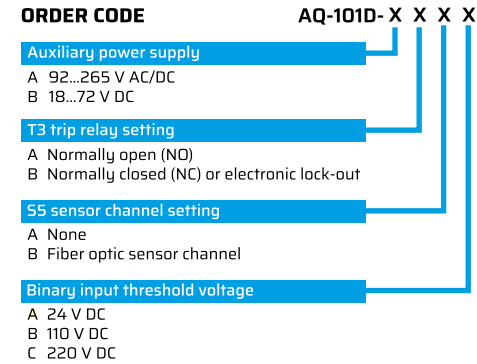 ORDER CODE AQ-101D- X X X X
Auxiliary power supply
A 92...265 V AC/DC
B 18...72 V DC
T3 trip relay setting
A Normally open (NO)
B Normally closed (NC) or electronic lock-out
S5 sensor channel setting
A None
B Fiber optic sensor channel
Binary input threshold voltage
A 24 V DC
B 110 V DC
C 220 V DC